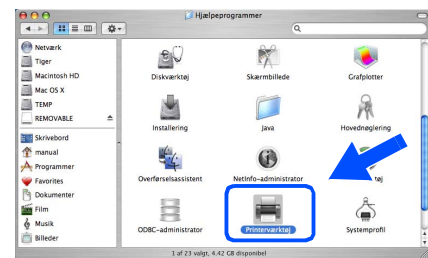 Hjælpeprogrammer
Netværk
Tiger
Macintosh HD
Mac OS X
TEMP
REMOVABLE
Skrivebord
manual
Programmer
Favorites
Dokumenter
Film
Musik
Billeder
Diskværktøj
Skærmbillede
Grafplotter
Installering
Java
Hovednøglering
Overførselsassistent
NetInfo-administrator
ODBC-administrator
Printerværktøj
Systemprofil
1 af 23 valgt, 4.42 GB disponibel